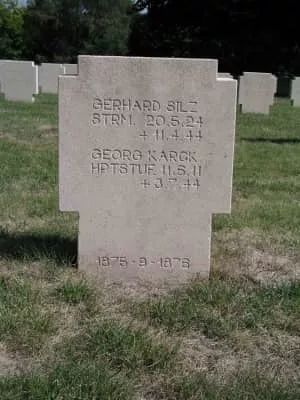 GERHARD SILZ
STRM. 20.5.24
+ 11.4.44
GEORG KARCK
HPTSTUF. 11.6.11
+ 3.7.44
1875 - 9 - 1876